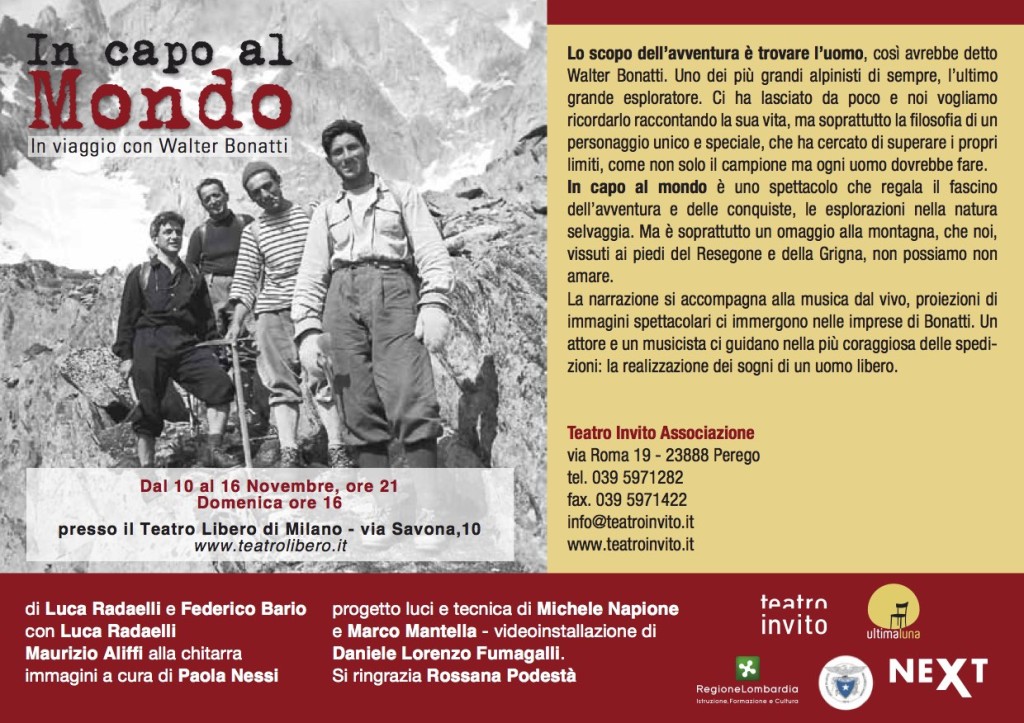 In capo al
Mondo
In viaggio con Walter Bonatti
Dal 10 al 16 Novembre, ore 21
Domenica ore 16
presso il Teatro Libero di Milano - via Savona,10
www.teatrolibero.it
Lo scopo dell'avventura è trovare l'uomo, così avrebbe detto
Walter Bonatti. Uno dei più grandi alpinisti di sempre, l'ultimo
grande esploratore. Ci ha lasciato da poco e noi vogliamo
ricordarlo raccontando la sua vita, ma soprattutto la filosofia di un
personaggio unico e speciale, che ha cercato di superare i propri
limiti, come non solo il campione ma ogni uomo dovrebbe fare.
In capo al mondo è uno spettacolo che regala il fascino
dell'avventura e delle conquiste, le esplorazioni nella natura
selvaggia. Ma è soprattutto un omaggio alla montagna, che noi,
vissuti ai piedi del Resegone e della Grigna, non possiamo non
amare.
La narrazione si accompagna alla musica dal vivo, proiezioni di
immagini spettacolari ci immergono nelle imprese di Bonatti. Un
attore e un musicista ci guidano nella più coraggiosa delle spedi-
zioni: la realizzazione dei sogni di un uomo libero.
Teatro Invito Associazione
via Roma 19 - 23888 Perego
tel. 039 5971282
fax. 039 5971422
info@teatroinvito.it
www.teatroinvito.it
di Luca Radaelli e Federico Bario
con Luca Radaelli
Maurizio Aliffi alla chitarra
immagini a cura di Paola Nessi
progetto luci e tecnica di Michele Napione
e Marco Mantella - videoinstallazione di
Daniele Lorenzo Fumagalli.
Si ringrazia Rossana Podestà
teatro
invito
ultimaluna
RegioneLombardia
Istruzione, Formazione e Cultura
NEXT